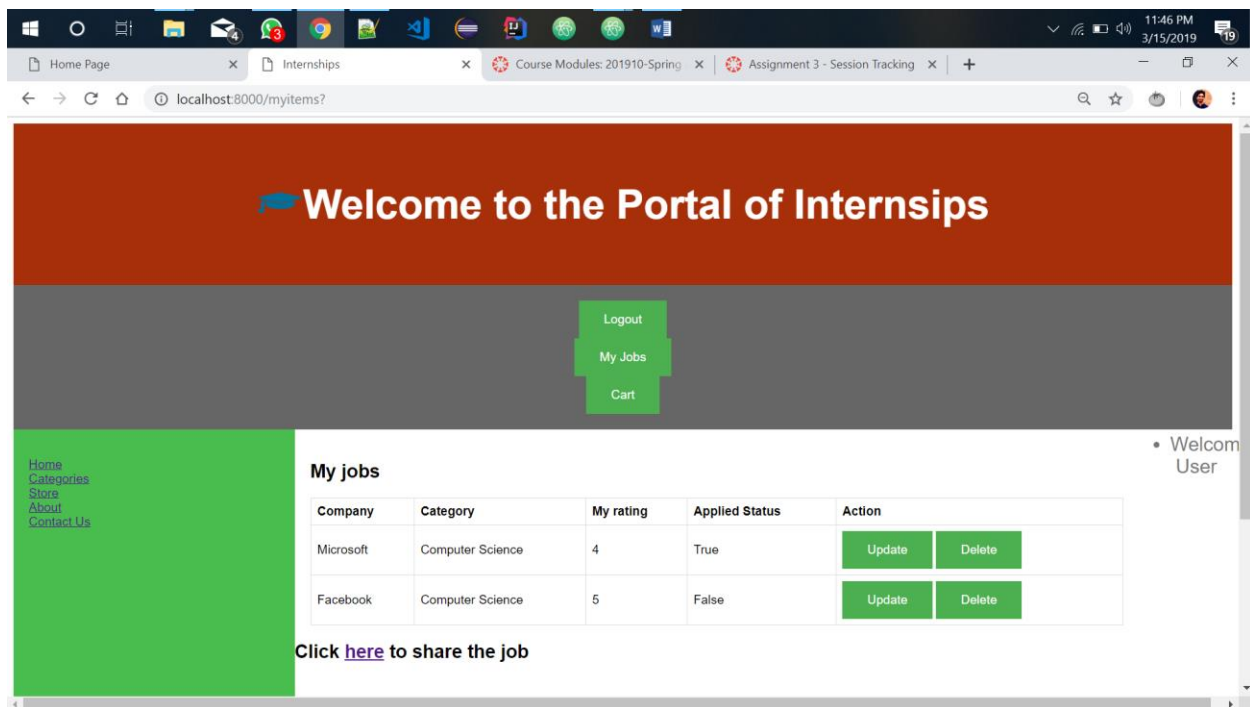 4
3
W
11:46 PM
3/15/2019
19
Home Page
Internships
Course Modules: 201910-Spring
Assignment 3 - Session Tracking
localhost:8000/myitems?
Welcome to the Portal of Internsips
Logout
My Jobs
Cart
Home
Categories
Store
About
Contact Us
• Welcom
User
My jobs
Company Category My rating Applied Status Action
Microsoft Computer Science 4 True Update Delete
Facebook Computer Science 5 False Update Delete
Click here to share the job